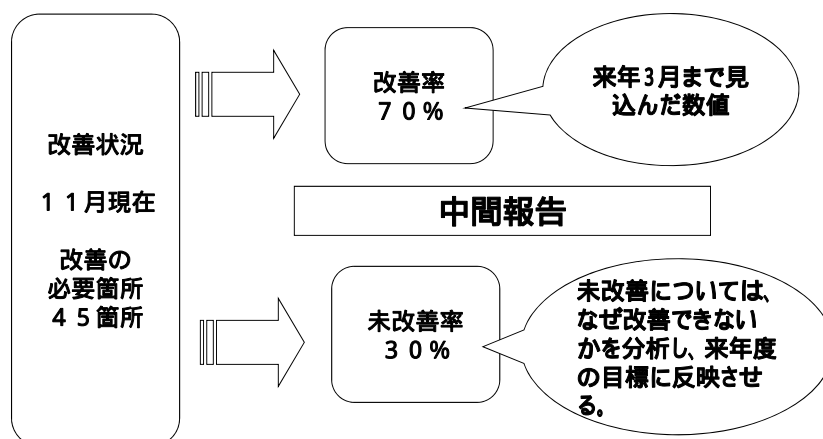 改善状況
１１月現在
改善の
必要箇所
４５箇所
改善率
７０％
来年3月まで見
込んだ数値
中間報告
未改善率
３０％
未改善については、
なぜ改善できない
かを分析し、来年度
の目標に反映させ
る。